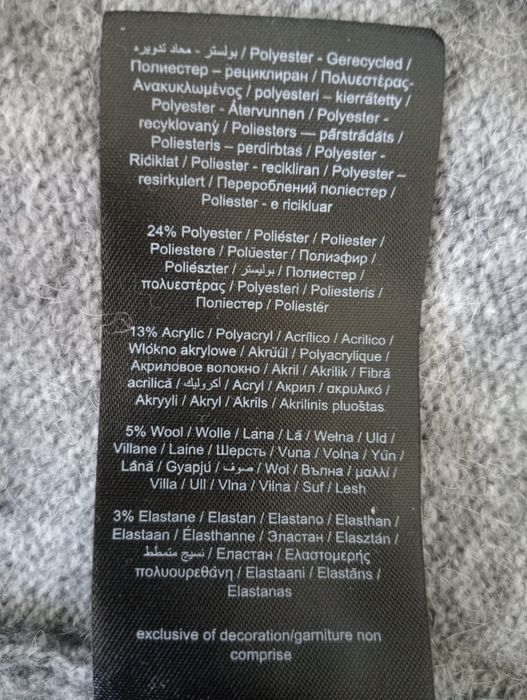 بولستر - معاد تدويره / Polyester - Gerecycled /
Полиестер – рециклиран / Πολυεστέρας-
Ανακυκλωμένος / polyesteri – kierrätetty /
Polyester - Återvunnen / Polyester -
recyklovaný / Poliesters — pārstrādāts /
Poliesteris – perdirbtas / Polyester -
Riċiklat / Polyester - recikliran / Polyester –
resirkulert / Перероблений поліестер /
Poliester - e ricikluar
24% Polyester / Poliéster / Poliester /
Poliestere / Polüester / Полиэфир /
Poliészter / بوليستر / Полиестер /
πολυεστέρας / Polyesteri / Poliesteris /
Поліестер / Poliestër
13% Acrylic / Polyacryl / Acrílico / Acrilico /
Włókno akrylowe / Akrüül / Polyacrylique /
Акриловое волокно / Akril / Akrilik / Fibră
acrilică / أكروليك / Acryl / Акрил / ακρυλικό /
Akryyli / Akryl / Akrils / Akrilinis pluoštas
5% Wool / Wolle / Lana / Lã / Wełna / Uld /
Villane / Laine / Шерсть / Vuna / Volna / Yün /
Lână / Gyapjú / صوف / Wol / Вълна / μαλλί /
Villa / Ull / Vlna / Vilna / Suf / Lesh
3% Elastane / Elastan / Elastano / Elasthan /
Elastaan / Élasthanne / Эластан / Elasztán /
نسيج متمطط / Еластан / Ελαστομερής
πολυουρεθάνη / Elastaani / Elastāns /
Elastanas
exclusive of decoration/garniture non
comprise